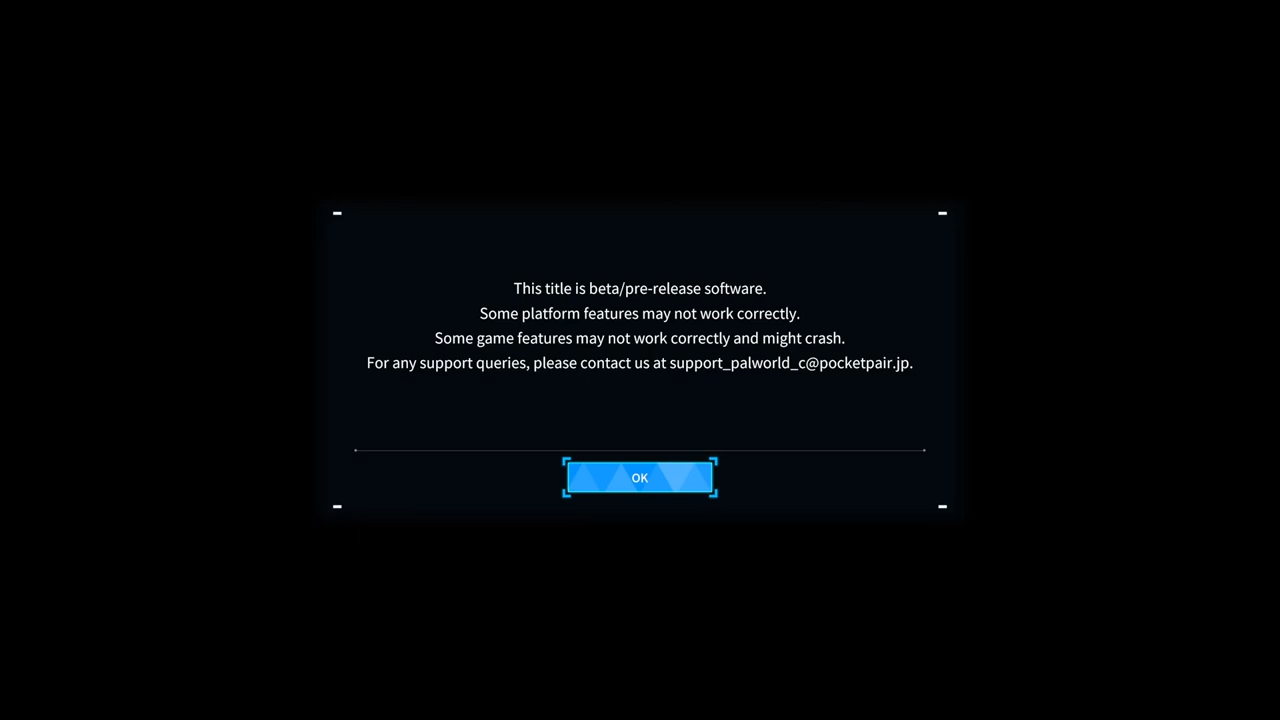 This title is beta/pre-release software.
Some platform features may not work correctly.
Some game features may not work correctly and might crash.
For any support queries, please contact us at support_palworld_c@pocketpair.jp.
OK